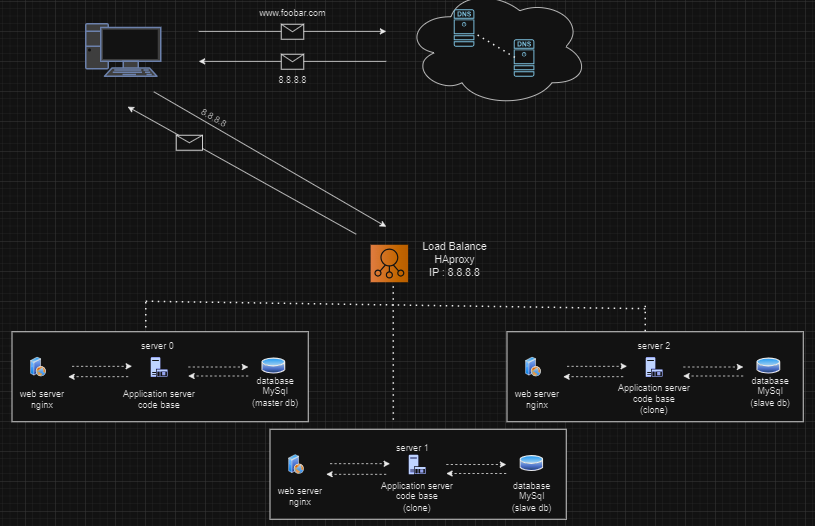 www.foobar.com
DNS
DNS
8.8.8.8
8.8.8.8
Load Balance
HAproxy
IP : 8.8.8.8
server 0
web server
nginx
Application server
code base
database
MySql
(master db)
server 2
web server
nginx
Application server
code base
(clone)
database
MySql
(slave db)
server 1
web server
nginx
Application server
code base
(clone)
database
MySql
(slave db)